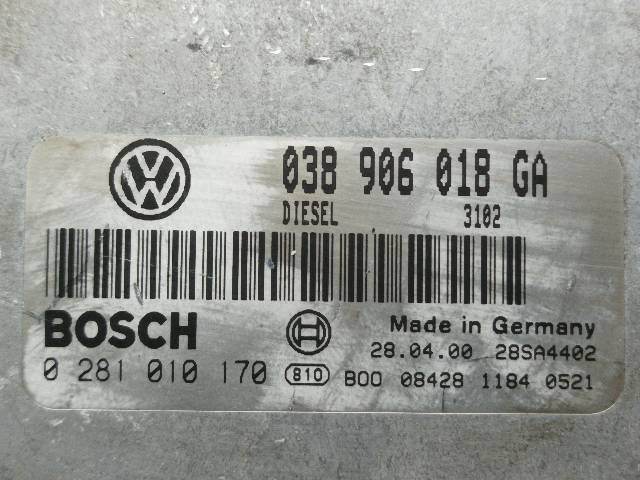 038 906 018 GA
DIESEL 3102
BOSCH
Made in Germany
28.04.00 28SA4402
0 281 010 170 810 B00 08428 1184 0521